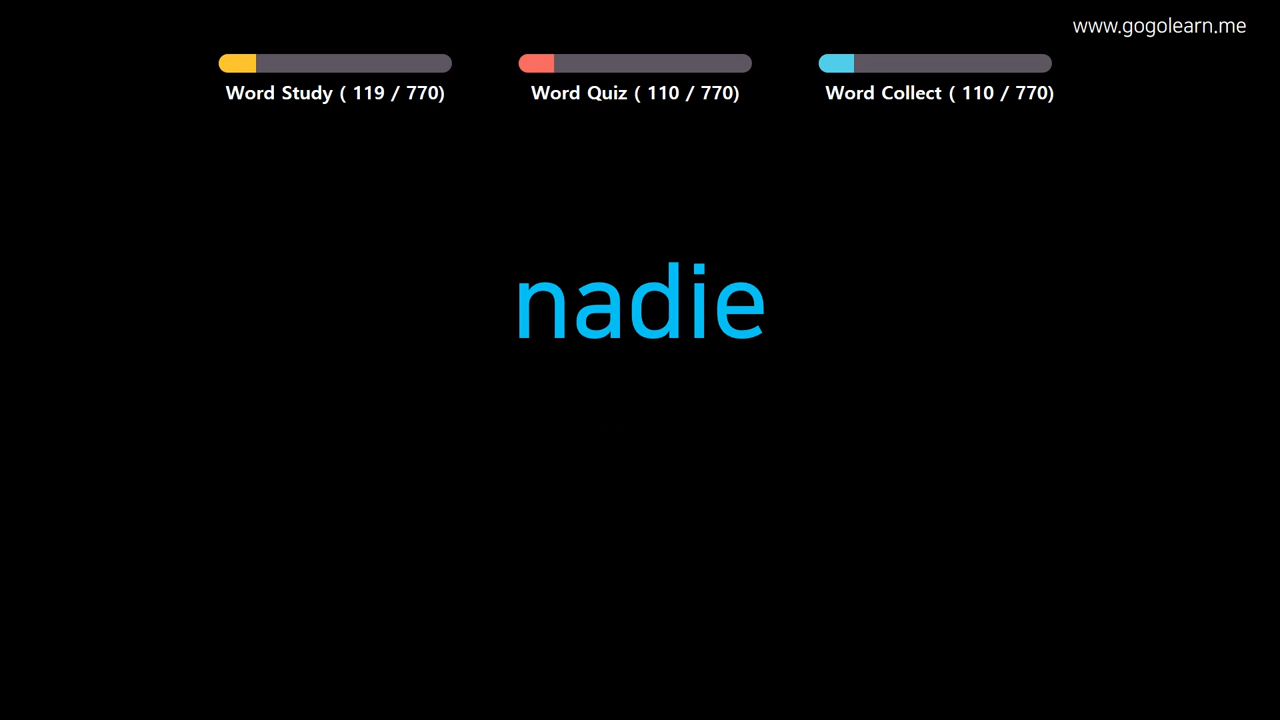 www.gogolearn.me
Word Study ( 119 / 770)
Word Quiz ( 110 / 770)
Word Collect ( 110 / 770)
nadie